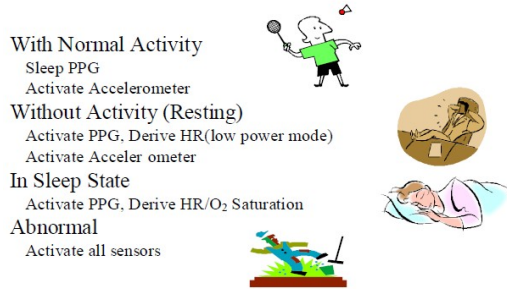 With Normal Activity
Sleep PPG
Activate Accelerometer
Without Activity (Resting)
Activate PPG, Derive HR(low power mode)
Activate Acceler ometer
In Sleep State
Activate PPG, Derive HR/O₂ Saturation
Abnormal
Activate all sensors